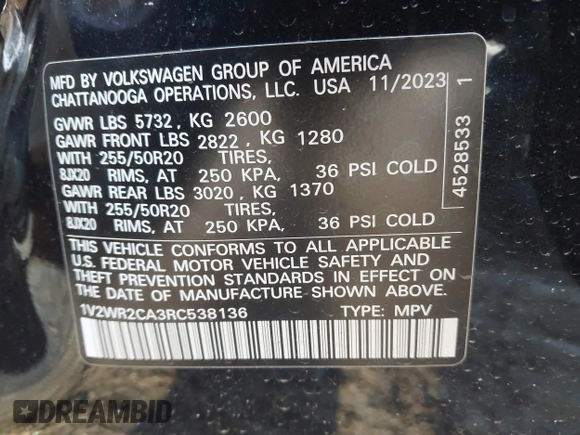 MFD BY VOLKSWAGEN GROUP OF AMERICA
CHATTANOOGA OPERATIONS, LLC. USA 11/2023
GVWR LBS 5732, KG 2600
GAWR FRONT LBS 2822 , KG 1280
WITH 255/50R20 TIRES,
8JX20 RIMS, AT 250 KPA, 36 PSI COLD
GAWR REAR LBS 3020, KG 1370
WITH 255/50R20 TIRES,
8JX20 RIMS, AT 250 KPA, 36 PSI COLD
THIS VEHICLE CONFORMS TO ALL APPLICABLE
U.S. FEDERAL MOTOR VEHICLE SAFETY AND
THEFT PREVENTION STANDARDS IN EFFECT ON
THE DATE OF MANUFACTURE SHOWN ABOVE.
1V2WR2CA3RC538136 TYPE: MPV
4528533 1
DREAMBID